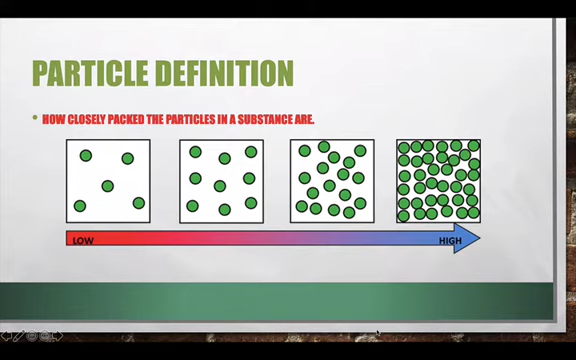 PARTICLE DEFINITION
HOW CLOSELY PACKED THE PARTICLES IN A SUBSTANCE ARE.
LOW HIGH